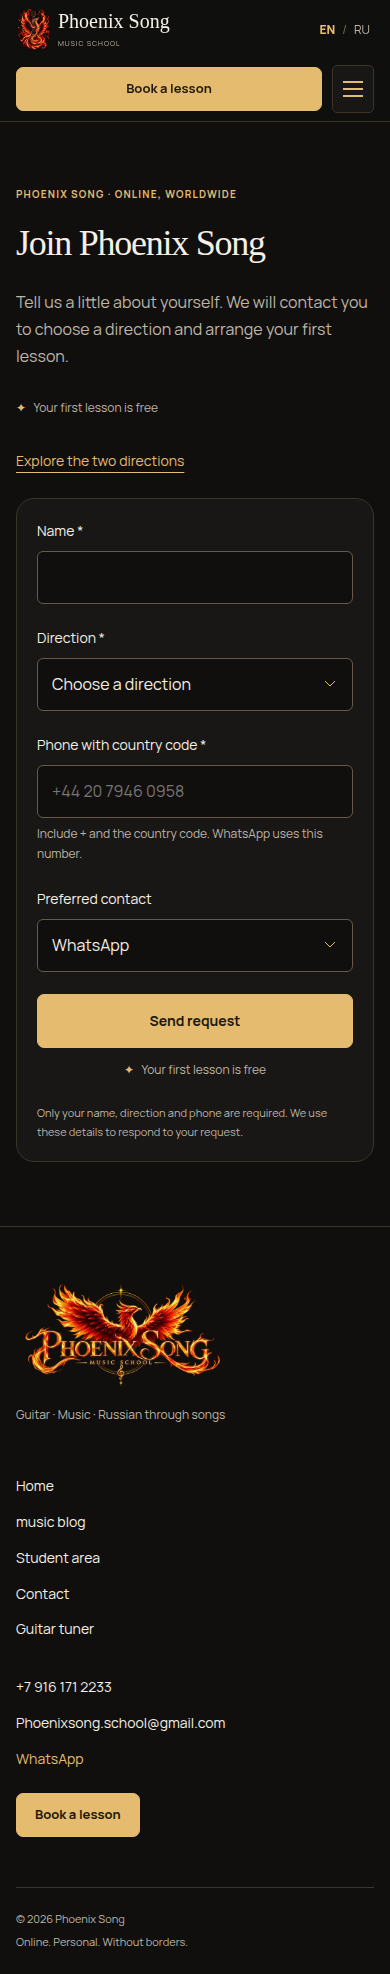 Phoenix Song
MUSIC SCHOOL
EN / RU
Book a lesson
PHOENIX SONG · ONLINE, WORLDWIDE
Join Phoenix Song
Tell us a little about yourself. We will contact you
to choose a direction and arrange your first
lesson.
✦ Your first lesson is free
Explore the two directions
Name *
Direction *
Choose a direction
Phone with country code *
+44 20 7946 0958
Include + and the country code. WhatsApp uses this
number.
Preferred contact
WhatsApp
Send request
✦ Your first lesson is free
Only your name, direction and phone are required. We use
these details to respond to your request.
PHOENIX SONG
MUSIC SCHOOL
Guitar · Music · Russian through songs
Home
music blog
Student area
Contact
Guitar tuner
+7 916 171 2233
Phoenixsong.school@gmail.com
WhatsApp
Book a lesson
© 2026 Phoenix Song
Online. Personal. Without borders.